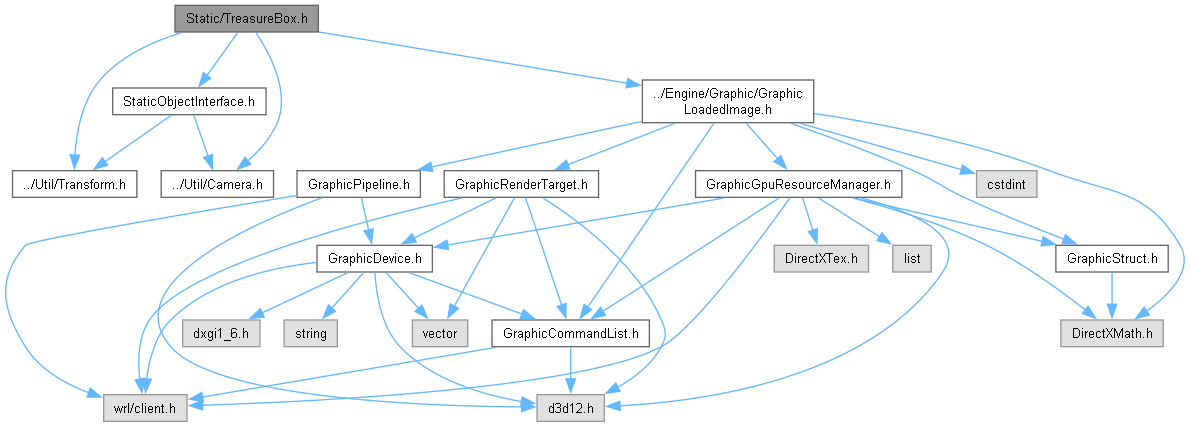 Static/TreasureBox.h
../Engine/Graphic/Graphic
LoadedImage.h
StaticObjectInterface.h
../Util/Transform.h
../Util/Camera.h
GraphicPipeline.h
GraphicRenderTarget.h
GraphicGpuResourceManager.h
cstdint
GraphicDevice.h
DirectXTex.h
list
GraphicStruct.h
dxgi1_6.h
string
vector
GraphicCommandList.h
DirectXMath.h
wrl/client.h
d3d12.h